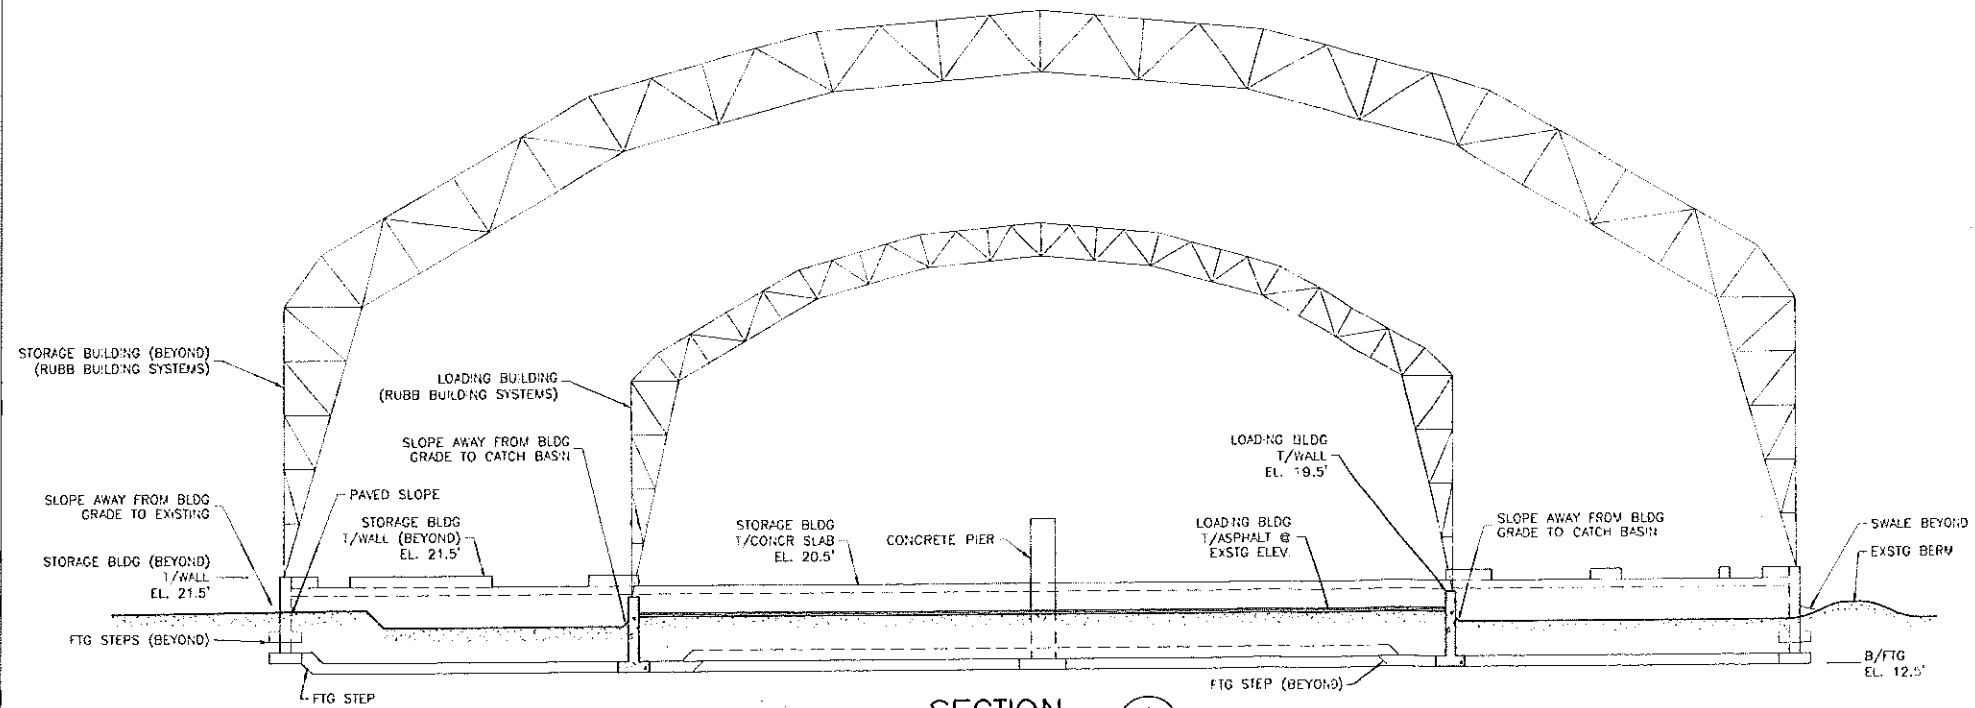 STORAGE BUILDING (BEYOND)
(RUBB BUILDING SYSTEMS)
LOADING BUILDING
(RUBB BUILDING SYSTEMS)
SLOPE AWAY FROM BLDG
GRADE TO CATCH BASIN
LOADING BLDG
T/WALL
EL. 19.5'
SLOPE AWAY FROM BLDG
GRADE TO EXISTING
PAVED SLOPE
STORAGE BLDG
T/WALL (BEYOND)
EL. 21.5'
STORAGE BLDG
T/CONCR SLAB
EL. 20.5'
CONCRETE PIER
LOADING BLDG
T/ASPHALT @
EXSTG ELEV.
SLOPE AWAY FROM BLDG
GRADE TO CATCH BASIN
SWALE BEYOND
EXSTG BERM
STORAGE BLDG (BEYOND)
T/WALL
EL. 21.5'
FTG STEPS (BEYOND)
FTG STEP
FTG STEP (BEYOND)
B/FTG
EL. 12.5'
SECTION